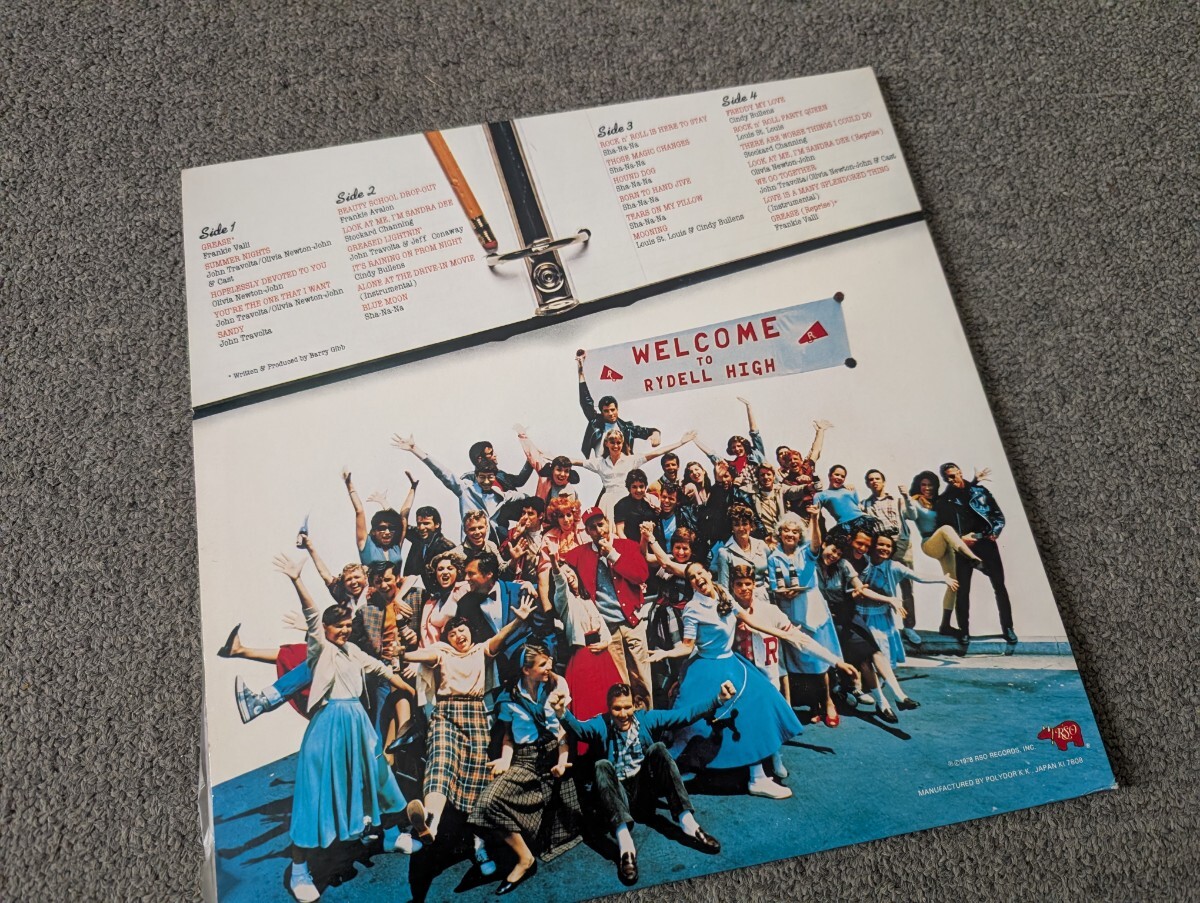 Side 1
GREASE*
Frankie Valli
SUMMER NIGHTS
John Travolta/Olivia Newton-John
& Cast
HOPELESSLY DEVOTED TO YOU
Olivia Newton-John
YOU'RE THE ONE THAT I WANT
John Travolta/Olivia Newton-John
SANDY
John Travolta
* Written & Produced by Barry Gibb
Side 2
BEAUTY SCHOOL DROP-OUT
Frankie Avalon
LOOK AT ME, I'M SANDRA DEE
Stockard Channing
GREASED LIGHTNIN'
John Travolta & Jeff Conaway
IT'S RAINING ON PROM NIGHT
Cindy Bullens
ALONE AT THE DRIVE-IN MOVIE
(Instrumental)
BLUE MOON
Sha-Na-Na
Side 3
ROCK n' ROLL IS HERE TO STAY
Sha-Na-Na
THOSE MAGIC CHANGES
Sha-Na-Na
HOUND DOG
Sha-Na-Na
BORN TO HAND JIVE
Sha-Na-Na
TEARS ON MY PILLOW
Sha-Na-Na
MOONING
Louis St. Louis & Cindy Bullens
Side 4
FREDDY MY LOVE
Cindy Bullens
ROCK n' ROLL PARTY QUEEN
Louis St. Louis
THERE ARE WORSE THINGS I COULD DO
Stockard Channing
LOOK AT ME, I'M SANDRA DEE (Reprise)
Olivia Newton-John
WE GO TOGETHER
John Travolta/Olivia Newton-John & Cast
LOVE IS A MANY SPLENDORED THING
(Instrumental)
GREASE (Reprise)*
Frankie Valli
WELCOME
TO
RYDELL HIGH
R
R
R
RSO
℗©1978 RSO RECORDS, INC.
MANUFACTURED BY POLYDOR K.K., JAPAN KI 7808